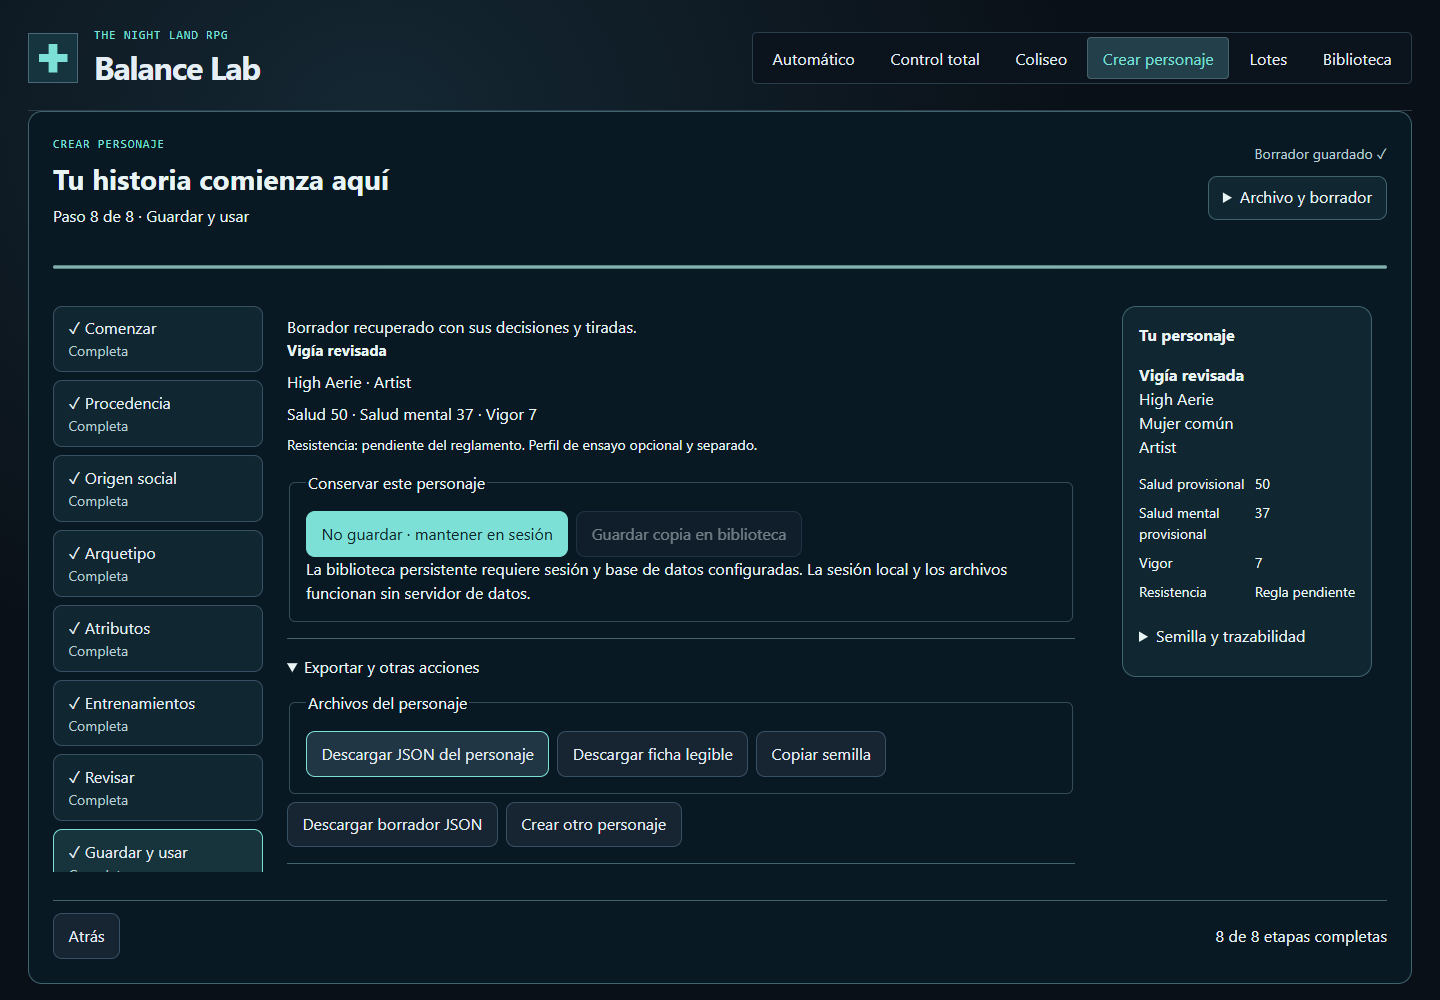 THE NIGHT LAND RPG
Balance Lab
Automático
Control total
Coliseo
Crear personaje
Lotes
Biblioteca
CREAR PERSONAJE
Tu historia comienza aquí
Paso 8 de 8 · Guardar y usar
Borrador guardado ✓
▶ Archivo y borrador
✓ Comenzar
Completa
✓ Procedencia
Completa
✓ Origen social
Completa
✓ Arquetipo
Completa
✓ Atributos
Completa
✓ Entrenamientos
Completa
✓ Revisar
Completa
✓ Guardar y usar
Borrador recuperado con sus decisiones y tiradas.
Vigía revisada
High Aerie · Artist
Salud 50 · Salud mental 37 · Vigor 7
Resistencia: pendiente del reglamento. Perfil de ensayo opcional y separado.
Conservar este personaje
No guardar · mantener en sesión
Guardar copia en biblioteca
La biblioteca persistente requiere sesión y base de datos configuradas. La sesión local y los archivos
funcionan sin servidor de datos.
▼ Exportar y otras acciones
Archivos del personaje
Descargar JSON del personaje
Descargar ficha legible
Copiar semilla
Descargar borrador JSON
Crear otro personaje
Tu personaje
Vigía revisada
High Aerie
Mujer común
Artist
Salud provisional 50
Salud mental 37
provisional
Vigor 7
Resistencia Regla pendiente
▶ Semilla y trazabilidad
Atrás
8 de 8 etapas completas